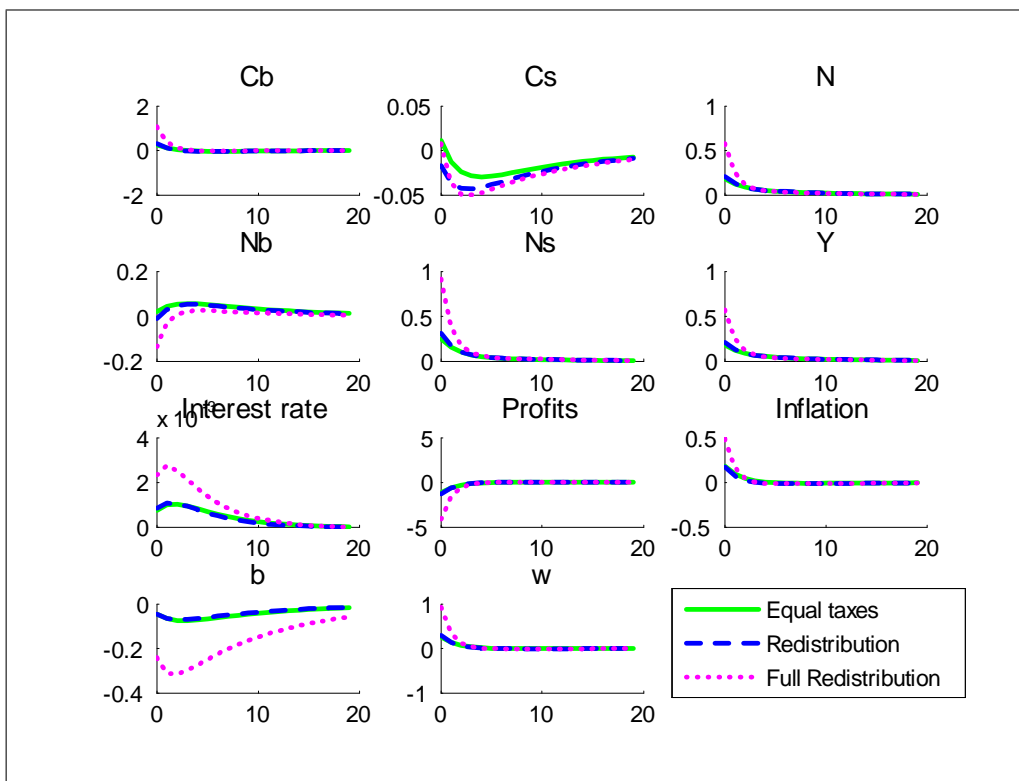 Cb Cs N
2 0.05 1
0 0 0.5
-2 -0.05 0
0 10 20 0 10 20 0 10 20
Nb Ns Y
0.2 1 1
0 0.5 0.5
-0.2 0 0
0 10 20 0 10 20 0 10 20
Interest rate Profits Inflation
x 10
4 5 0.5
2 0 0
0 -5 -0.5
0 10 20 0 10 20 0 10 20
b w
0 1
-0.2 0
-0.4 -1
0 10 20 0 10 20
Equal taxes
Redistribution
Full Redistribution